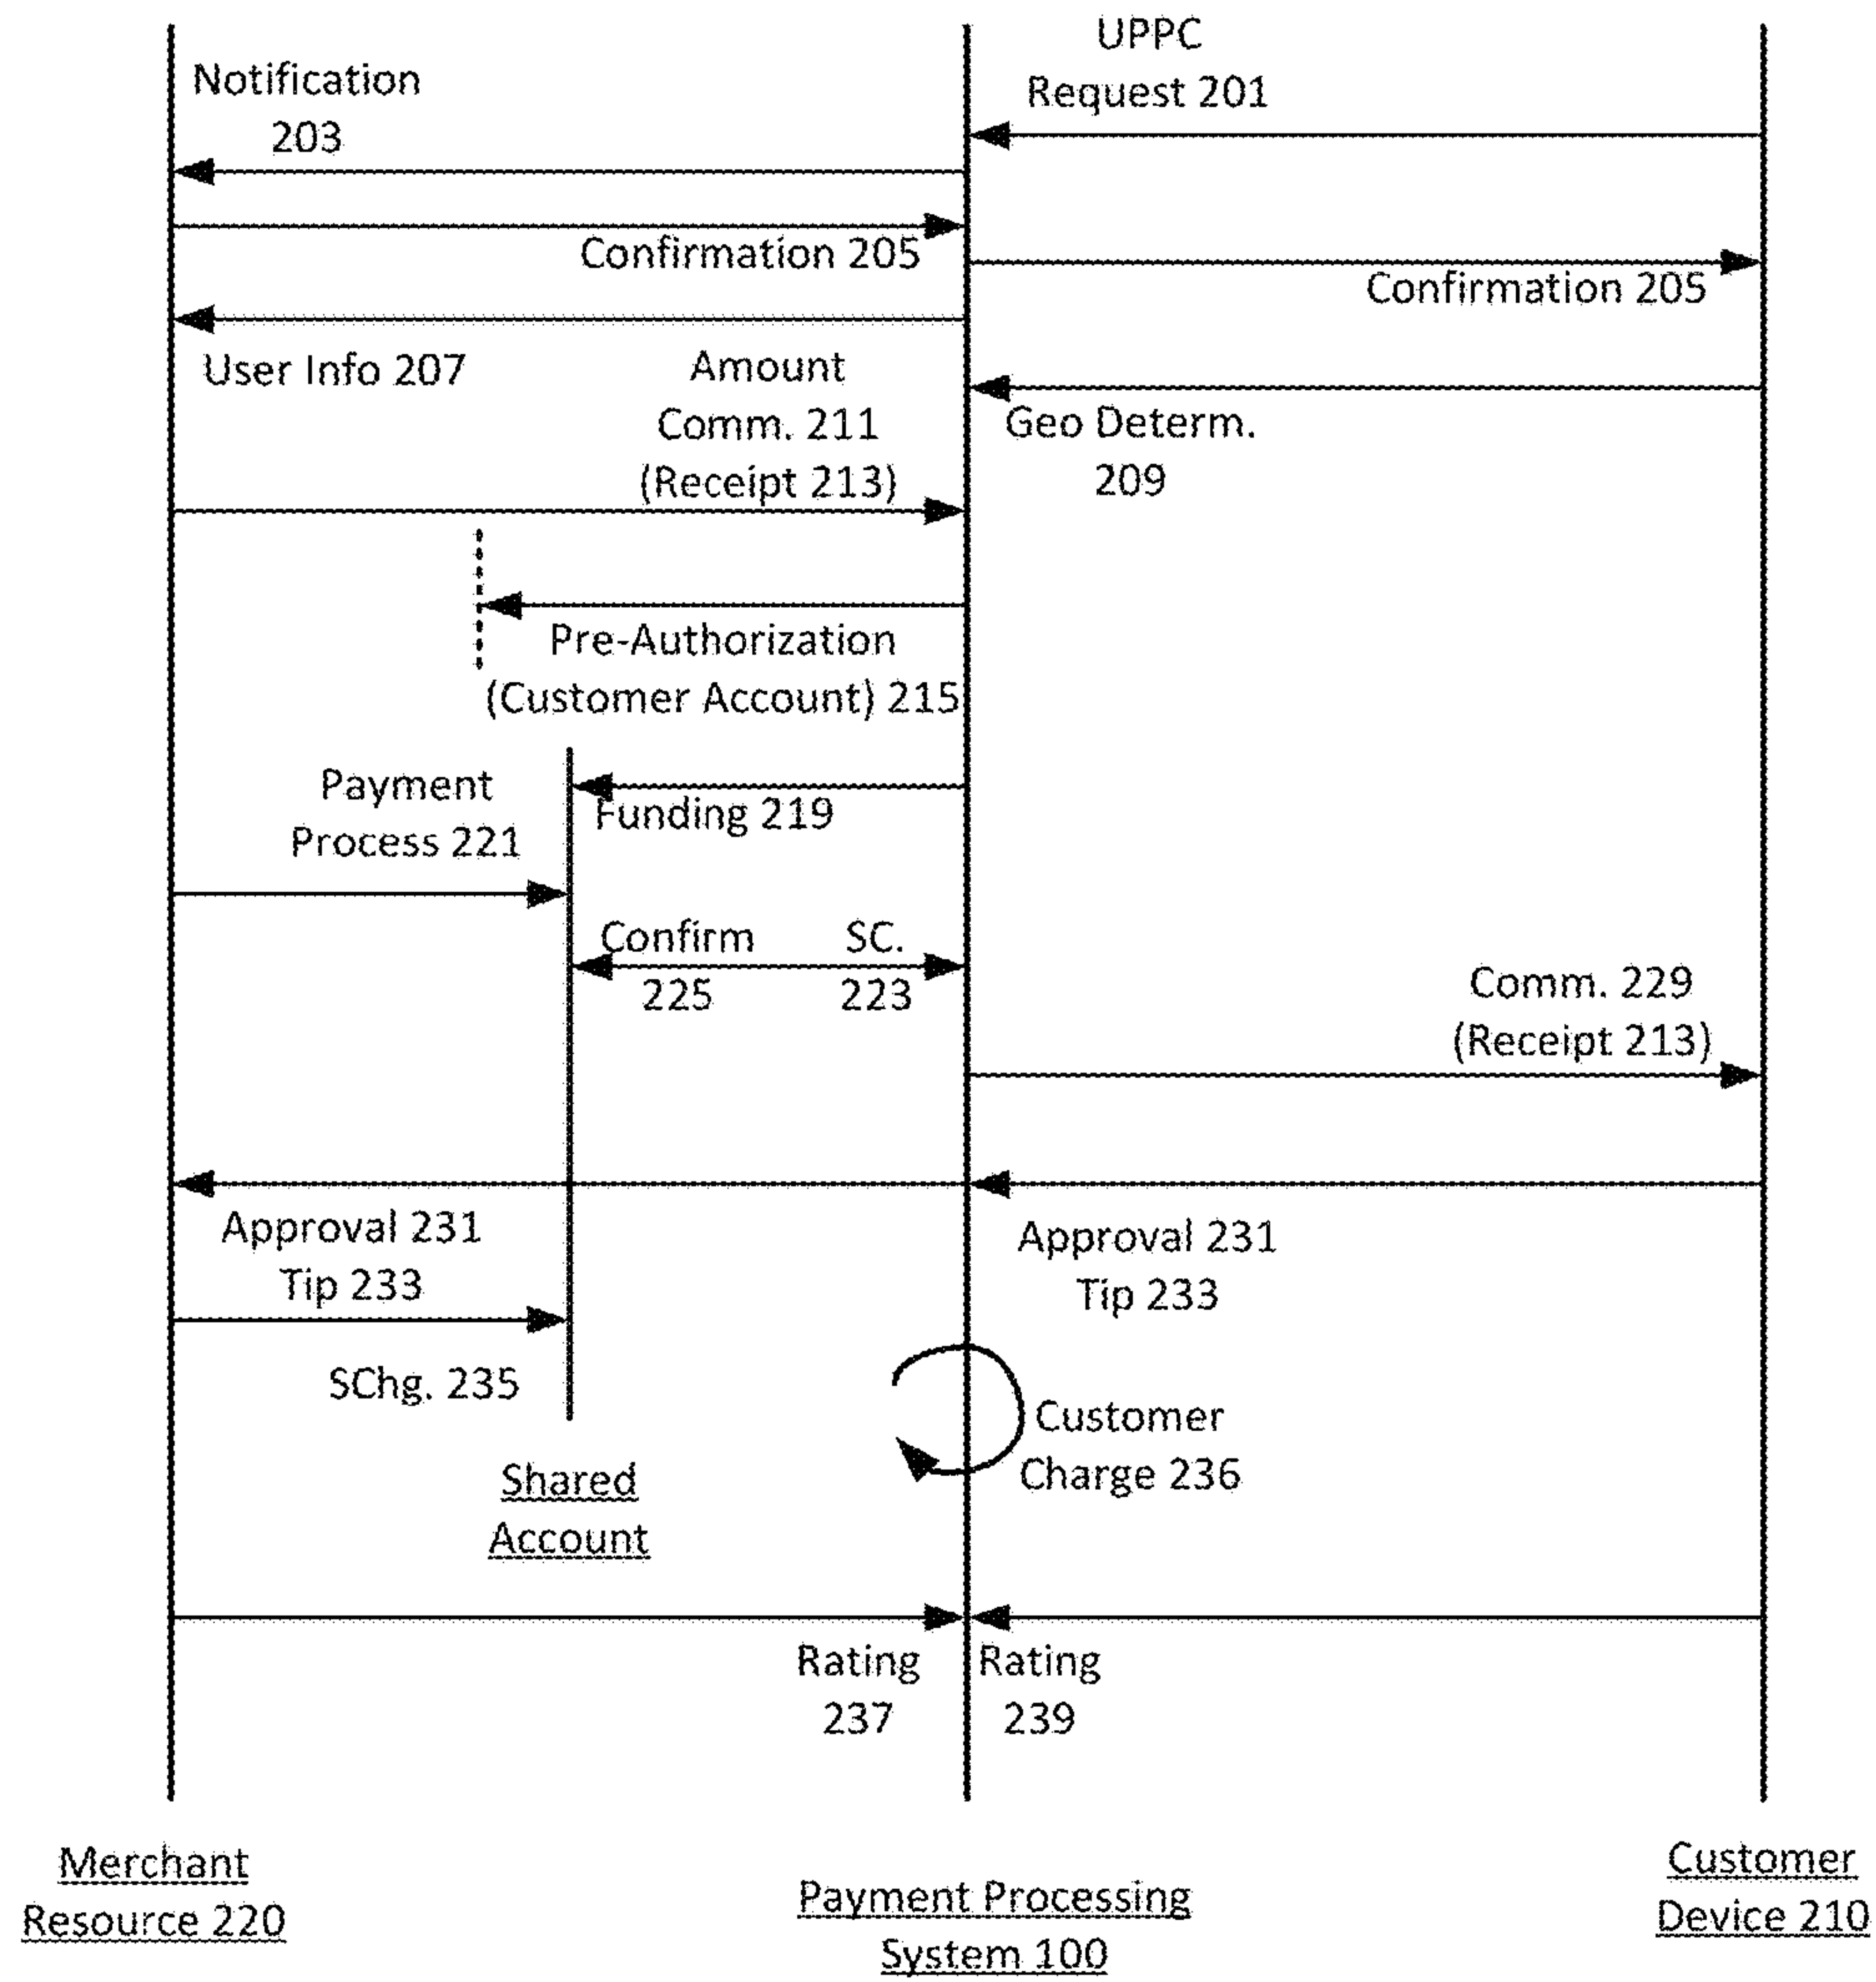 UPPC
Request 201
Notification
203
Confirmation 205
Confirmation 205
User Info 207
Amount
Comm. 211
(Receipt 213)
Geo Determ.
209
Pre-Authorization
(Customer Account) 215
Payment
Process 221
Funding 219
Confirm
225
SC.
223
Comm. 229
(Receipt 213)
Approval 231
Tip 233
Approval 231
Tip 233
SChg. 235
Customer
Charge 236
Shared
Account
Rating
237
Rating
239
Merchant
Resource 220
Payment Processing
System 100
Customer
Device 210